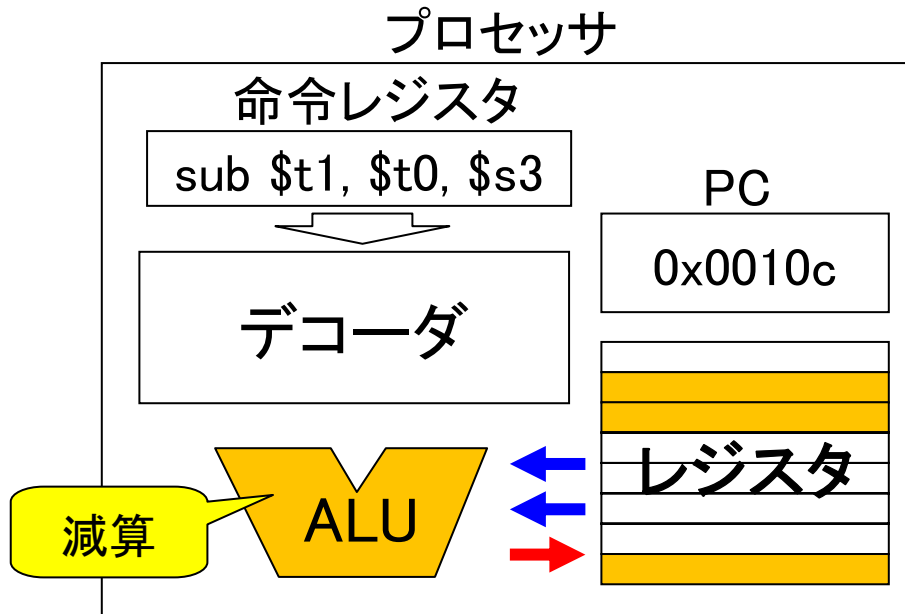 プロセッサ
命令レジスタ
sub $t1, $t0, $s3
PC
0x0010c
デコーダ
レジスタ
ALU
減算